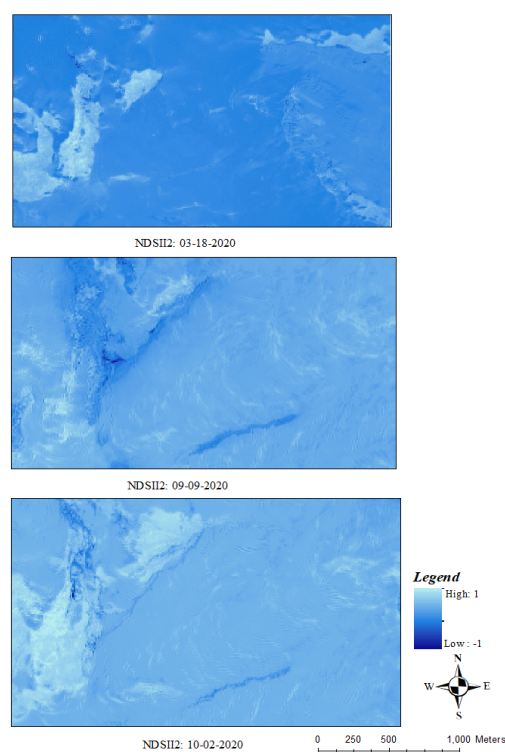 NDSII2: 03-18-2020
NDSII2: 09-09-2020
Legend
High: 1
Low : -1
N
W E
S
0 250 500 1,000 Meters
NDSII2: 10-02-2020